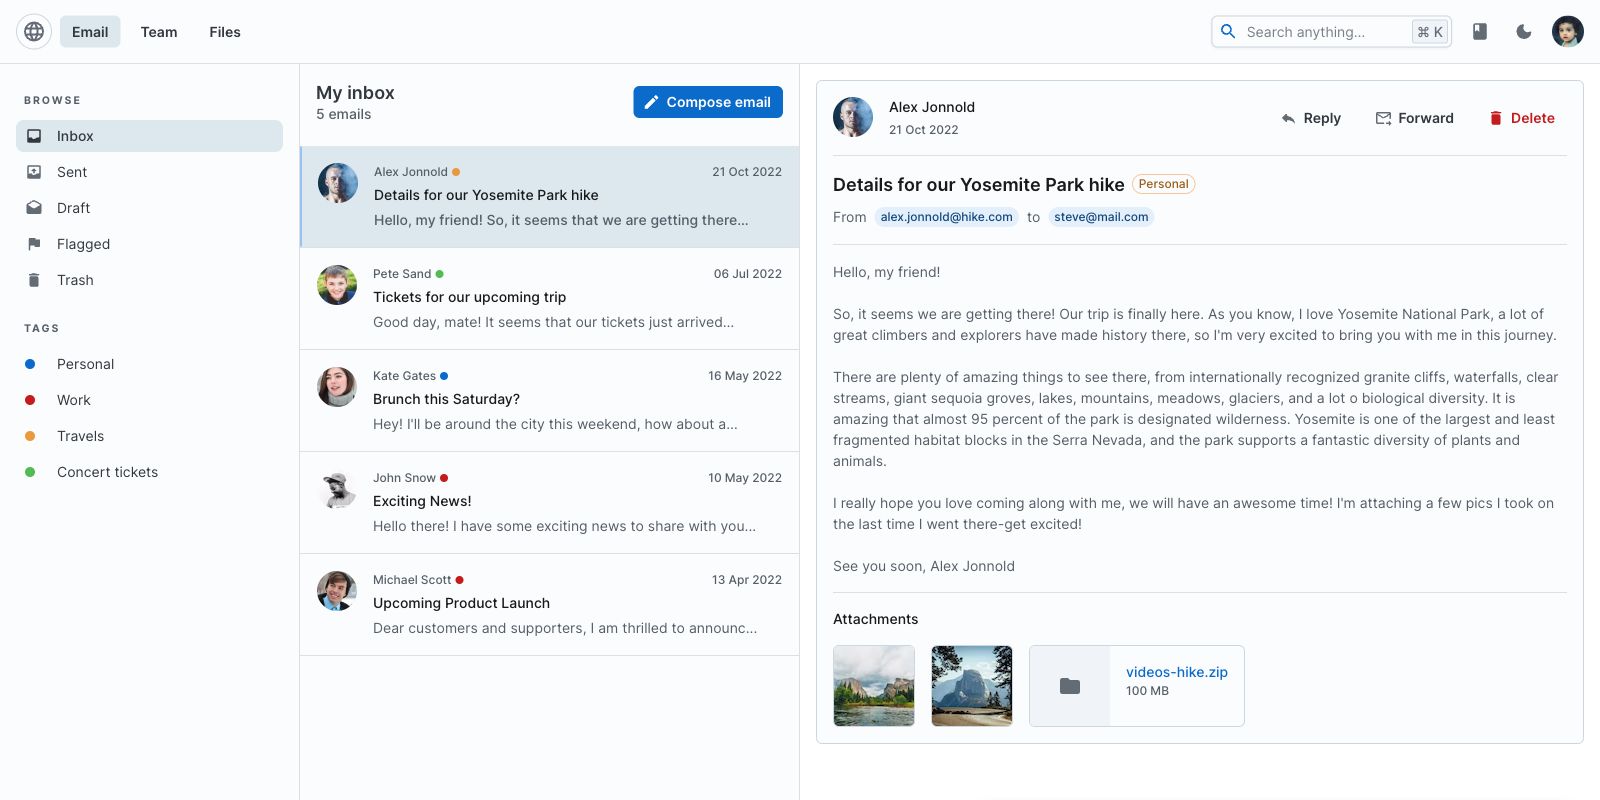 Email
Team
Files
Search anything...
⌘ K
BROWSE
Inbox
Sent
Draft
Flagged
Trash
TAGS
Personal
Work
Travels
Concert tickets
My inbox
5 emails
Compose email
Alex Jonnold
21 Oct 2022
Details for our Yosemite Park hike
Hello, my friend! So, it seems that we are getting there...
Pete Sand
06 Jul 2022
Tickets for our upcoming trip
Good day, mate! It seems that our tickets just arrived...
Kate Gates
16 May 2022
Brunch this Saturday?
Hey! I'll be around the city this weekend, how about a...
John Snow
10 May 2022
Exciting News!
Hello there! I have some exciting news to share with you...
Michael Scott
13 Apr 2022
Upcoming Product Launch
Dear customers and supporters, I am thrilled to announc...
Alex Jonnold
21 Oct 2022
Reply
Forward
Delete
Details for our Yosemite Park hike Personal
From alex.jonnold@hike.com to steve@mail.com
Hello, my friend!
So, it seems we are getting there! Our trip is finally here. As you know, I love Yosemite National Park, a lot of
great climbers and explorers have made history there, so I'm very excited to bring you with me in this journey.
There are plenty of amazing things to see there, from internationally recognized granite cliffs, waterfalls, clear
streams, giant sequoia groves, lakes, mountains, meadows, glaciers, and a lot o biological diversity. It is
amazing that almost 95 percent of the park is designated wilderness. Yosemite is one of the largest and least
fragmented habitat blocks in the Serra Nevada, and the park supports a fantastic diversity of plants and
animals.
I really hope you love coming along with me, we will have an awesome time! I'm attaching a few pics I took on
the last time I went there-get excited!
See you soon, Alex Jonnold
Attachments
videos-hike.zip
100 MB